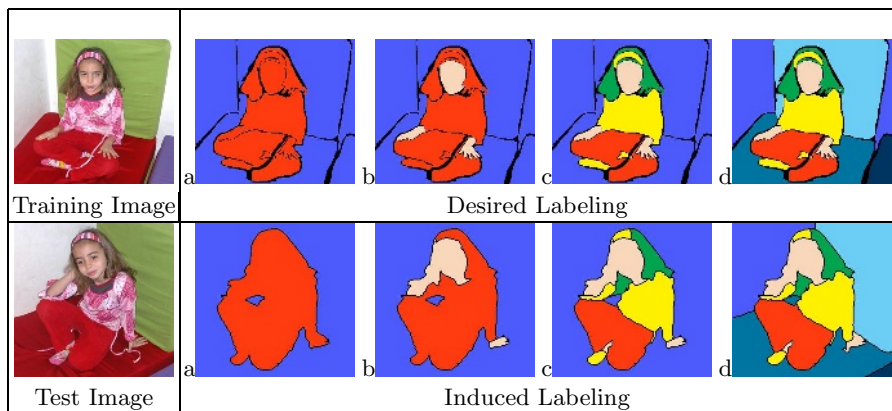 a b c d
Training Image Desired Labeling
a b c d
Test Image Induced Labeling